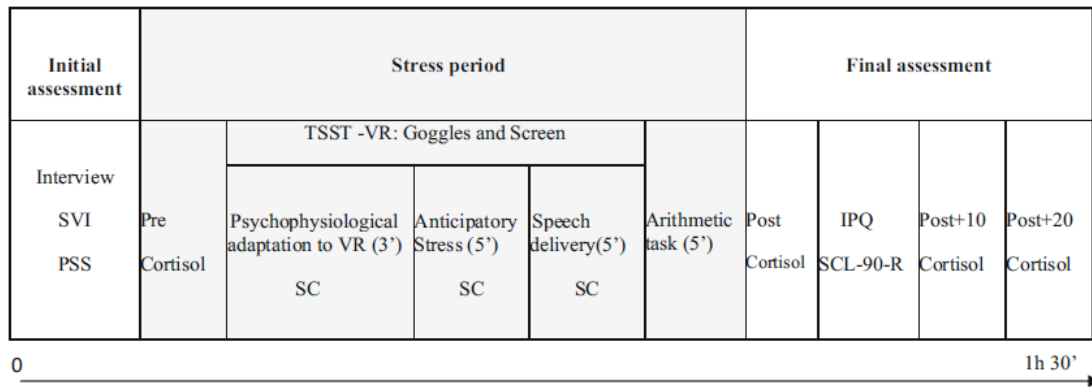 Initial
assessment
Stress period
Final assessment
TSST -VR: Goggles and Screen
Interview
SVI
PSS
Pre
Cortisol
Psychophysiological
adaptation to VR (3’)
SC
Anticipatory
Stress (5’)
SC
Speech
delivery(5’)
SC
Arithmetic
task (5’)
Post
Cortisol
IPQ
SCL-90-R
Post+10
Cortisol
Post+20
Cortisol
0
1h 30’